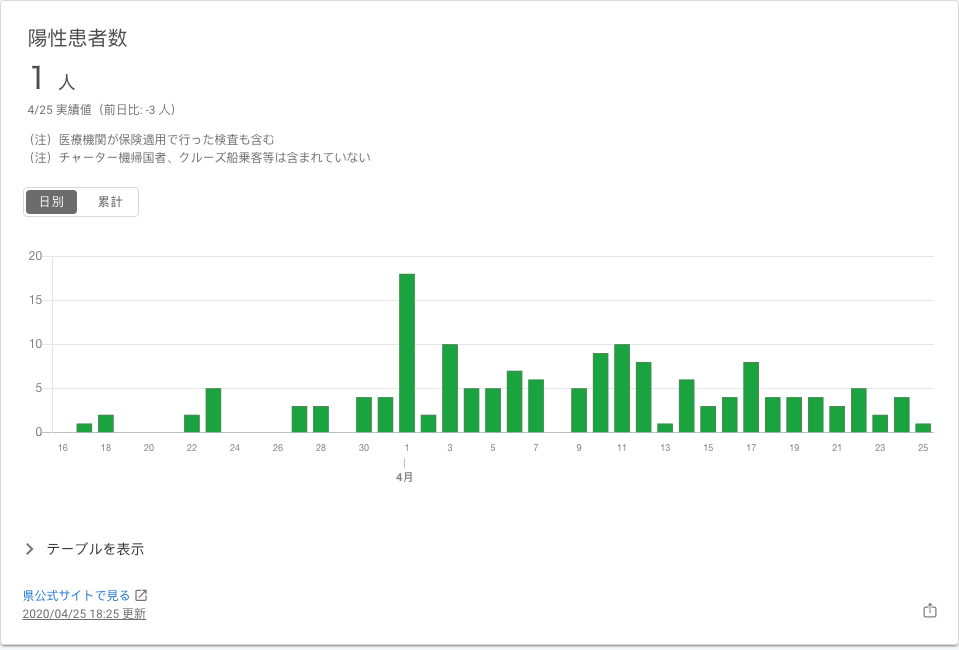 陽性患者数
1 人
4/25 実績値（前日比: -3 人）
（注）医療機関が保険適用で行った検査も含む
（注）チャーター機帰国者、クルーズ船乗客等は含まれていない
日別 累計
20
15
10
5
0
16 18 20 22 24 26 28 30 1 3 5 7 9 11 13 15 17 19 21 23 25
4月
テーブルを表示
県公式サイトで見る
2020/04/25 18:25 更新